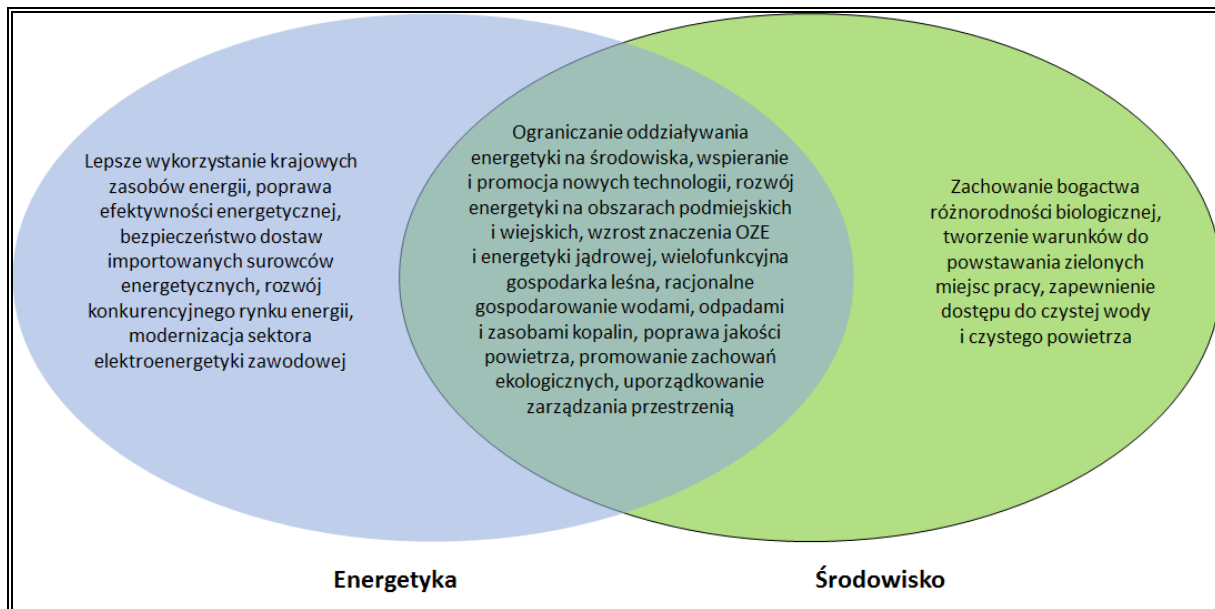 Lepsze wykorzystanie krajowych
zasobów energii, poprawa
efektywności energetycznej,
bezpieczeństwo dostaw
importowanych surowców
energetycznych, rozwój
konkurencyjnego rynku energii,
modernizacja sektora
elektroenergetyki zawodowej
Ograniczanie oddziaływania
energetyki na środowiska, wspieranie
i promocja nowych technologii, rozwój
energetyki na obszarach podmiejskich
i wiejskich, wzrost znaczenia OZE
i energetyki jądrowej, wielofunkcyjna
gospodarka leśna, racjonalne
gospodarowanie wodami, odpadami
i zasobami kopalin, poprawa jakości
powietrza, promowanie zachowań
ekologicznych, uporządkowanie
zarządzania przestrzenią
Zachowanie bogactwa
różnorodności biologicznej,
tworzenie warunków do
powstawania zielonych
miejsc pracy, zapewnienie
dostępu do czystej wody
i czystego powietrza
Energetyka
Środowisko